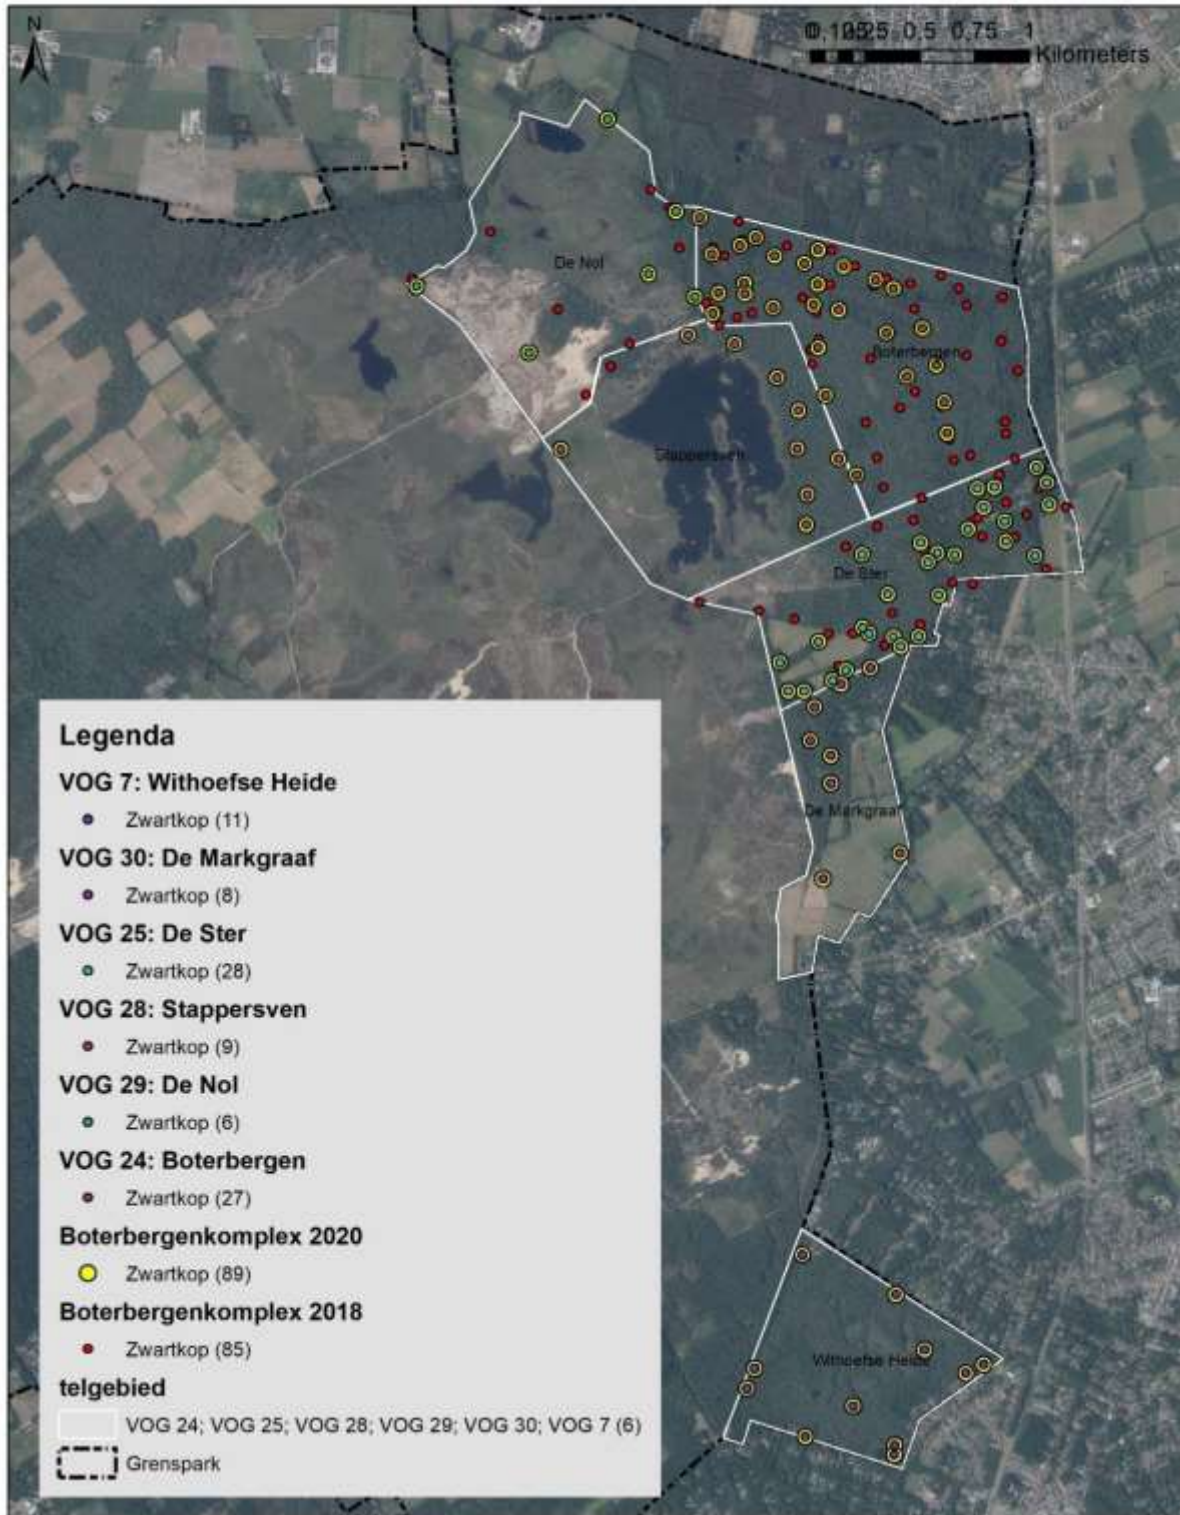 N
0,125 0,25 0,5 0,75 1
Kilometers
De Nol
Boterbergen
Stappersven
De Ster
De Markgraaf
Legenda
VOG 7: Withoefse Heide
Zwartkop (11)
VOG 30: De Markgraaf
Zwartkop (8)
VOG 25: De Ster
Zwartkop (28)
VOG 28: Stappersven
Zwartkop (9)
VOG 29: De Nol
Zwartkop (6)
VOG 24: Boterbergen
Zwartkop (27)
Boterbergenkomplex 2020
Zwartkop (89)
Boterbergenkomplex 2018
Zwartkop (85)
telgebied
VOG 24; VOG 25; VOG 28; VOG 29; VOG 30; VOG 7 (6)
Grenspark
Withoefse Heide